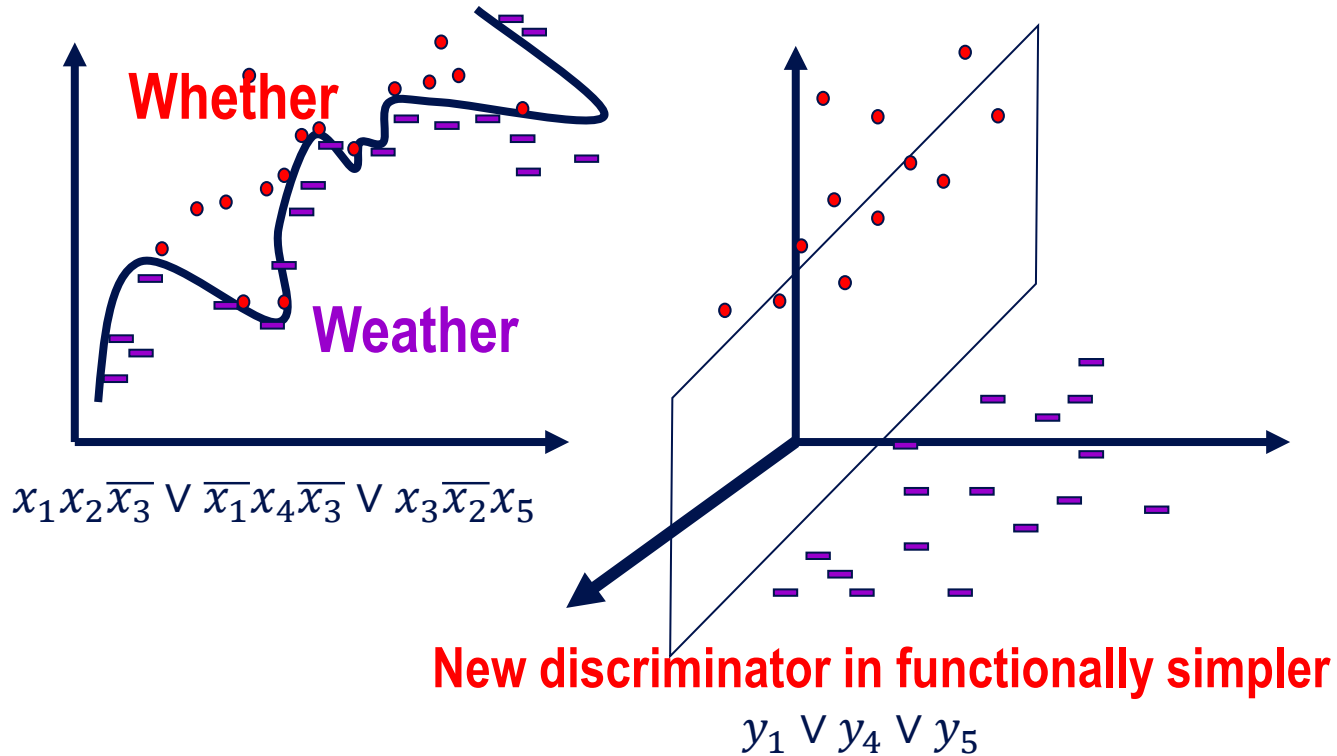 Whether
Weather
x₁x₂x̅₃ ∨ x̅₁x₄x̅₃ ∨ x₃x̅₂x₅
New discriminator in functionally simpler
y₁ ∨ y₄ ∨ y₅